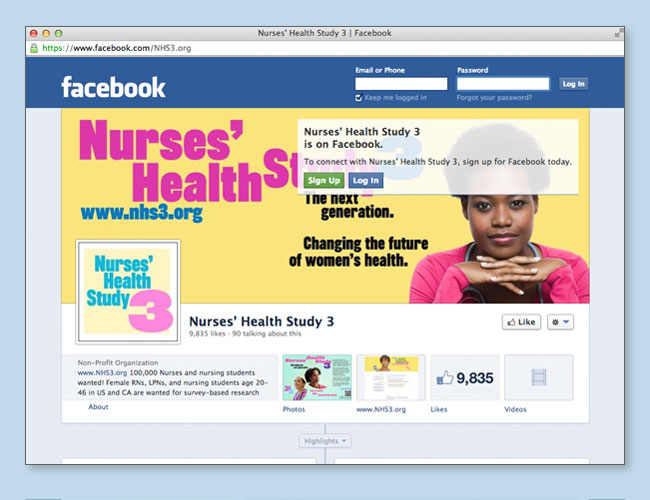 Nurses' Health Study 3 | Facebook
https://www.facebook.com/NHS3.org
facebook
Email or Phone
Password
Log In
Keep me logged in
Forgot your password?
Nurses'
Health
Study
3
www.nhs3.org
The next
generation.
Changing the future
of women's health.
Nurses' Health Study 3
is on Facebook.
To connect with Nurses' Health Study 3, sign up for Facebook today.
Sign Up
Log In
Nurses'
Health
Study
3
Nurses' Health Study 3
9,835 likes · 90 talking about this
Like
Non-Profit Organization
www.NHS3.org 100,000 Nurses and nursing students
wanted! Female RNs, LPNs, and nursing students age 20–
46 in US and CA are wanted for survey-based research
About
Photos
www.NHS3.org
9,835
Likes
Videos
Highlights